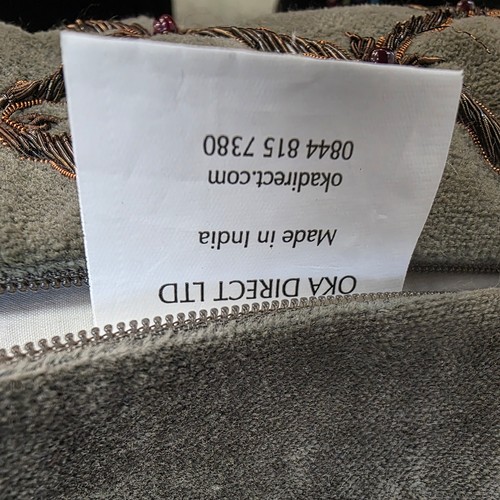 OKA DIRECT LTD
Made in India
okadirect.com
0844 815 7380